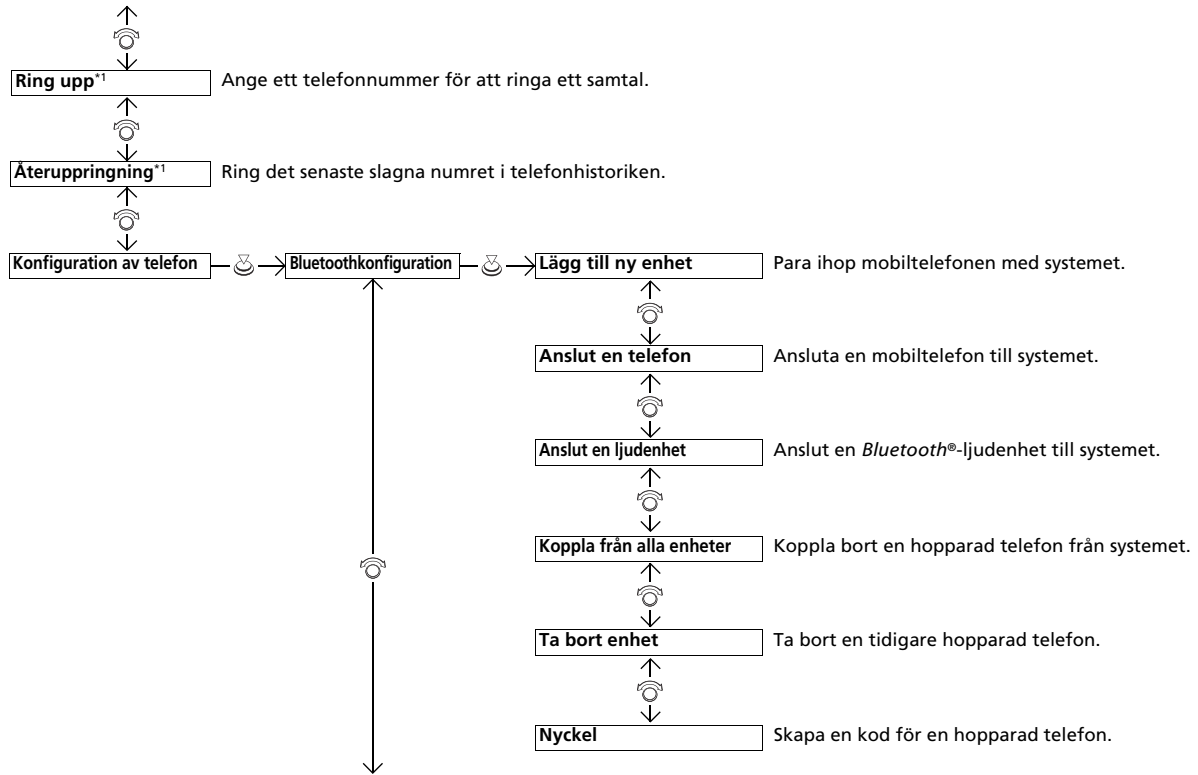 Ring upp*1 Ange ett telefonnummer för att ringa ett samtal.
Återuppringning*1 Ring det senaste slagna numret i telefonhistoriken.
Konfiguration av telefon Bluetoothkonfiguration Lägg till ny enhet Para ihop mobiltelefonen med systemet.
Anslut en telefon Ansluta en mobiltelefon till systemet.
Anslut en ljudenhet Anslut en Bluetooth®-ljudenhet till systemet.
Koppla från alla enheter Koppla bort en hopparad telefon från systemet.
Ta bort enhet Ta bort en tidigare hopparad telefon.
Nyckel Skapa en kod för en hopparad telefon.